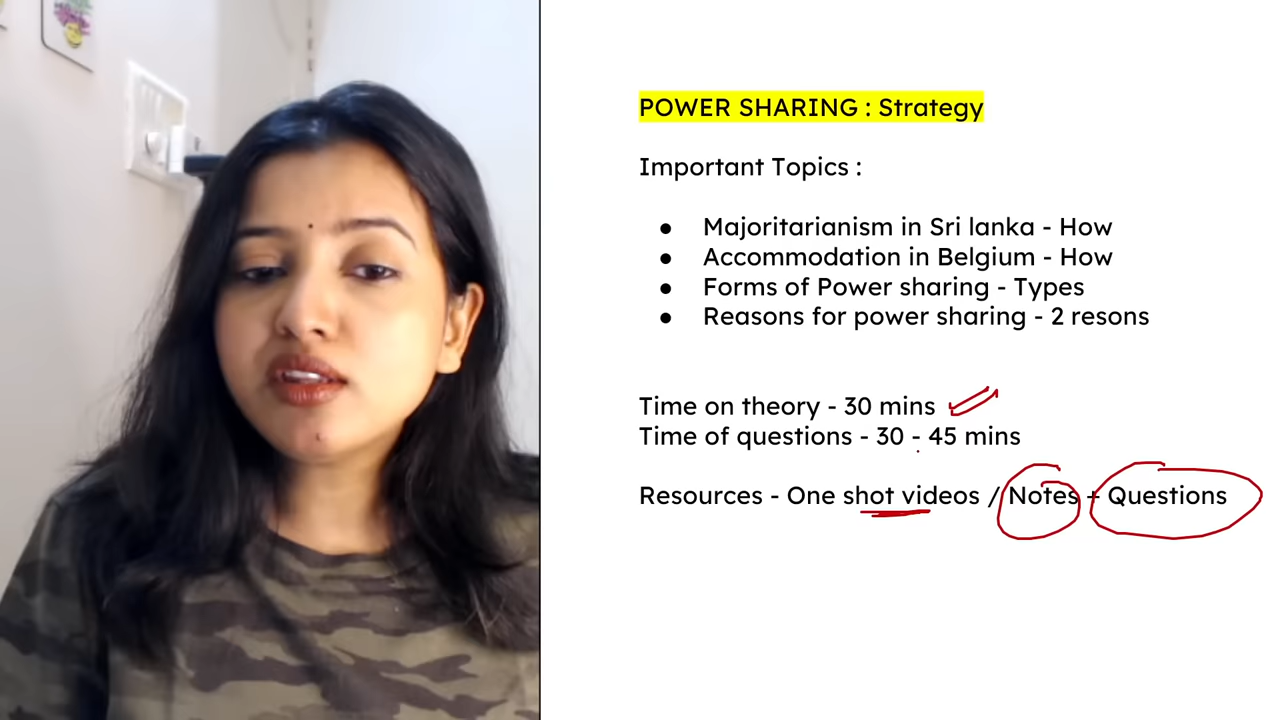 POWER SHARING : Strategy
Important Topics :
● Majoritarianism in Sri lanka - How
● Accommodation in Belgium - How
● Forms of Power sharing - Types
● Reasons for power sharing - 2 resons
Time on theory - 30 mins
Time of questions - 30 - 45 mins
Resources - One shot videos / Notes + Questions